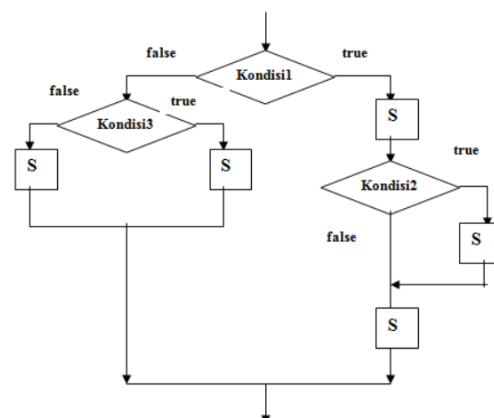 false
true
Kondisi1
false
true
Kondisi3
S
S
S
true
Kondisi2
false
S
S